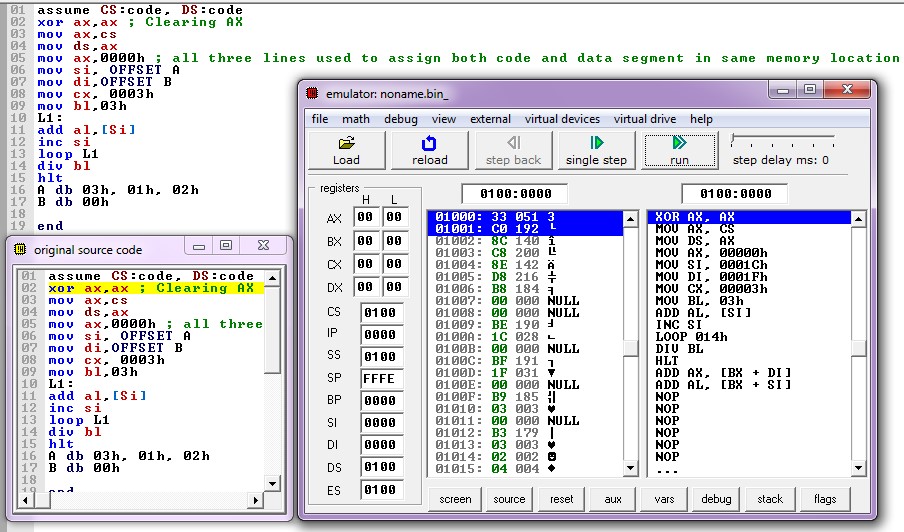 01 assume CS:code, DS:code
02 xor ax,ax ; Clearing AX
03 mov ax,cs
04 mov ds,ax
05 mov ax,0000h ; all three lines used to assign both code and data segment in same memory location
06 mov si, OFFSET A
07 mov di,OFFSET B
08 mov cx, 0003h
09 mov bl,03h
10 L1:
11 add al,[Si]
12 inc si
13 loop L1
14 div bl
15 hlt
16 A db 03h, 01h, 02h
17 B db 00h
18
19 end
emulator: noname.bin_
file math debug view external virtual devices virtual drive help
Load reload step back single step run step delay ms: 0
registers
H L
AX 00 00
BX 00 00
CX 00 00
DX 00 00
CS 0100
IP 0000
SS 0100
SP FFFE
BP 0000
SI 0000
DI 0000
DS 0100
ES 0100
0100:0000
01000: 33 051 3
01001: C0 192 └
01002: 8C 140 î
01003: C8 200 ╚
01004: 8E 142 Ä
01005: D8 216 ╪
01006: B8 184 ╕
01007: 00 000 NULL
01008: 00 000 NULL
01009: BE 190 ╛
0100A: 1C 028 ∟
0100B: 00 000 NULL
0100C: BF 191 ┐
0100D: 1F 031 ▼
0100E: 00 000 NULL
0100F: B9 185 ╣
01010: 03 003 ♥
01011: 00 000 NULL
01012: B3 179 │
01013: 03 003 ♥
01014: 02 002 ☻
01015: 04 004 ♦
0100:0000
XOR AX, AX
MOV AX, CS
MOV DS, AX
MOV AX, 00000h
MOV SI, 0001Ch
MOV DI, 0001Fh
MOV CX, 00003h
MOV BL, 03h
ADD AL, [SI]
INC SI
LOOP 014h
DIV BL
HLT
ADD AX, [BX + DI]
ADD AL, [BX + SI]
NOP
NOP
NOP
NOP
NOP
...
screen source reset aux vars debug stack flags
original source code
01 assume CS:code, DS:code
02 xor ax,ax ; Clearing AX
03 mov ax,cs
04 mov ds,ax
05 mov ax,0000h ; all three
06 mov si, OFFSET A
07 mov di,OFFSET B
08 mov cx, 0003h
09 mov bl,03h
10 L1:
11 add al,[Si]
12 inc si
13 loop L1
14 div bl
15 hlt
16 A db 03h, 01h, 02h
17 B db 00h
18
19 end